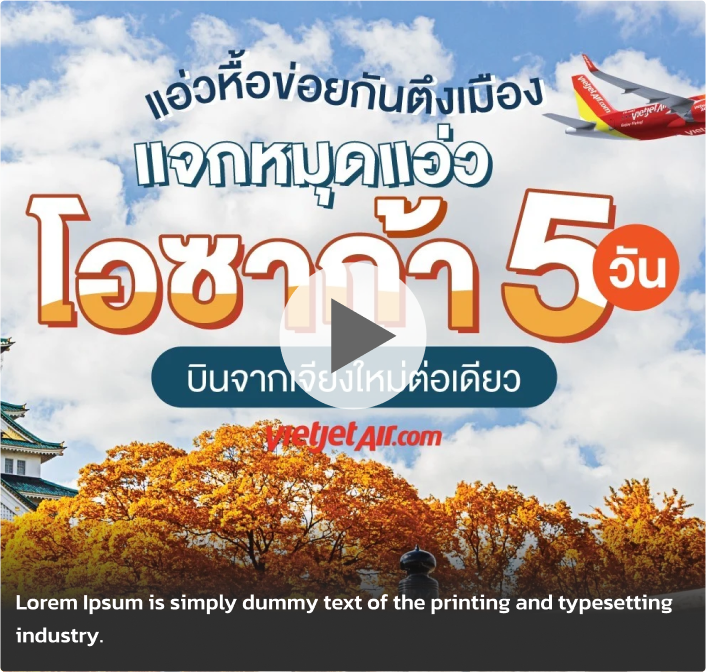 แอ่วหื้อข่อยกันตึงเมือง
แจกหมุดแอ่ว
โอซาก้า 5 วัน
บินจากเจียงใหม่ต่อเดียว
vietjetAir.com
Lorem Ipsum is simply dummy text of the printing and typesetting
industry.